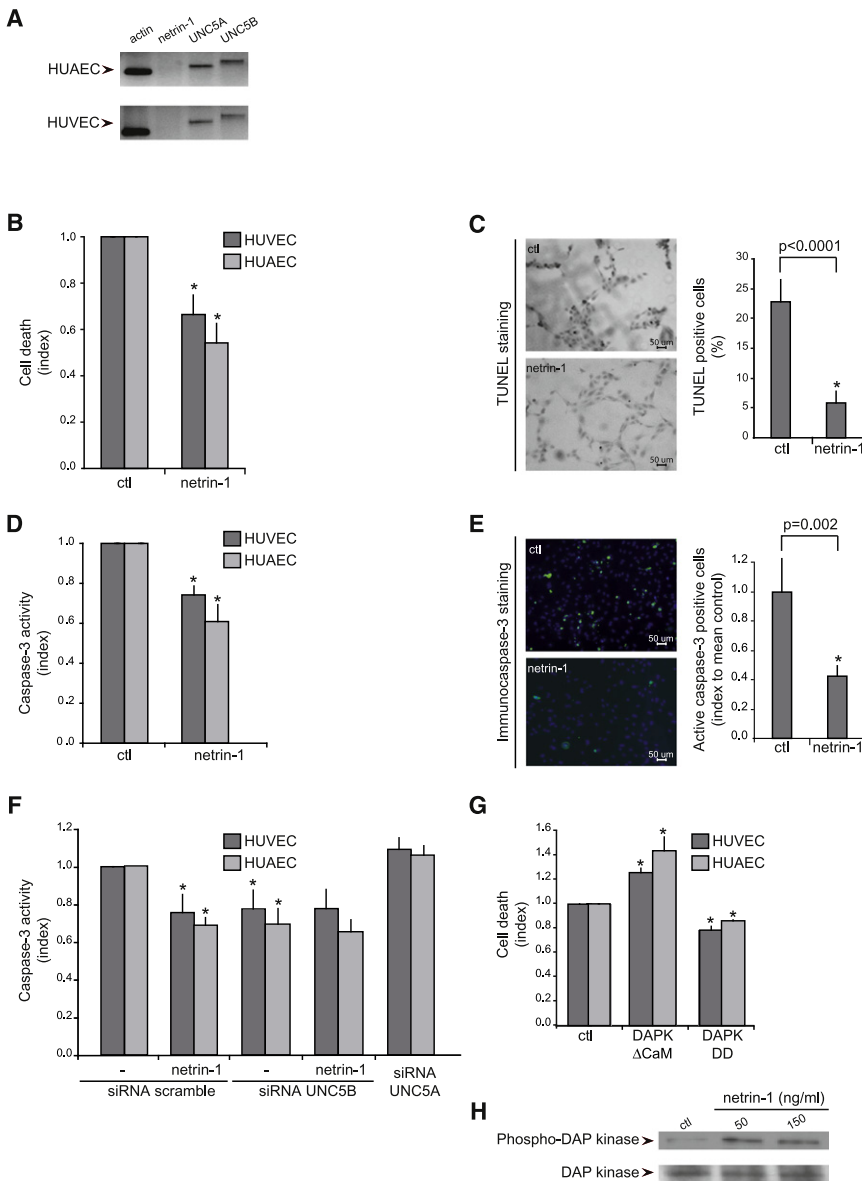 A
actin netrin-1 UNC5A UNC5B
HUAEC
HUVEC
B
Cell death
(index)
1.0
0.8
0.6
0.4
0.2
0.0
HUVEC
HUAEC
*
*
ctl
netrin-1
C
TUNEL staining
ctl
50 um
netrin-1
50 um
p<0.0001
TUNEL positive cells
(%)
30
25
20
15
10
5
0
*
ctl
netrin-1
D
Caspase-3 activity
(index)
1.0
0.8
0.6
0.4
0.2
0.0
HUVEC
HUAEC
*
*
ctl
netrin-1
E
Immunocaspase-3 staining
ctl
50 um
netrin-1
50 um
p=0.002
Active caspase-3 positive cells
(index to mean control)
1.4
1.2
1.0
0.8
0.6
0.4
0.2
0
*
ctl
netrin-1
F
Caspase-3 activity
(index)
1.2
1.0
0.8
0.6
0.4
0.2
0.0
HUVEC
HUAEC
*
*
*
*
- netrin-1 - netrin-1
siRNA scramble
siRNA UNC5B
siRNA
UNC5A
G
Cell death
(index)
1.6
1.4
1.2
1.0
0.8
0.6
0.4
0.2
0.0
HUVEC
HUAEC
*
*
*
*
ctl
DAPK
ΔCaM
DAPK
DD
H
netrin-1 (ng/ml)
ctl 50 150
Phospho-DAP kinase
DAP kinase